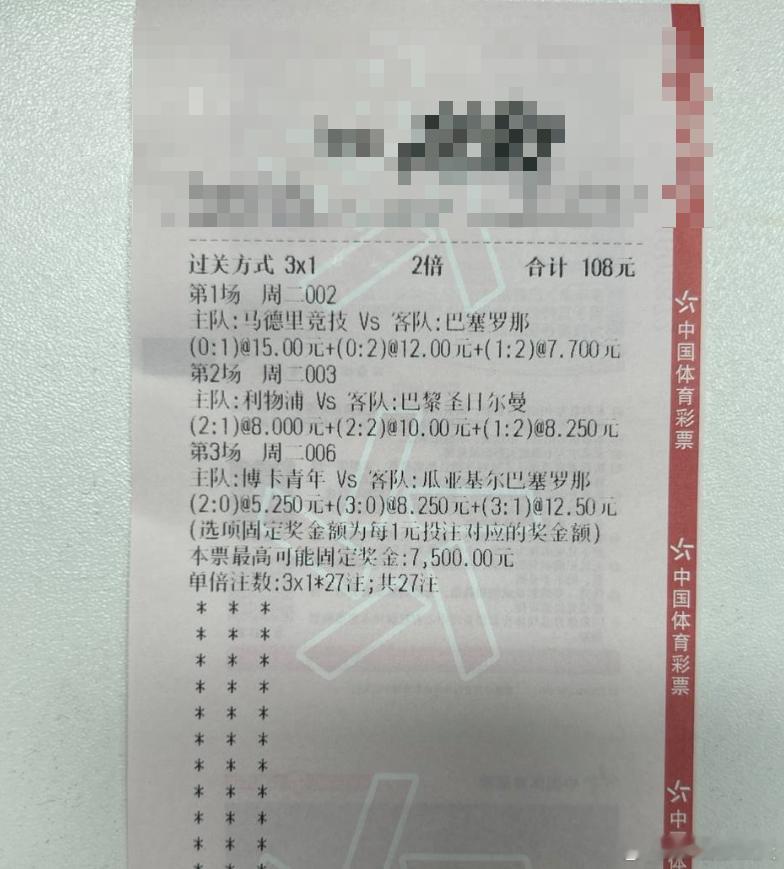 过关方式 3x1 2倍 合计 108元
第1场 周二002
主队:马德里竞技 Vs 客队:巴塞罗那
(0:1)@15.00元+(0:2)@12.00元+(1:2)@7.700元
第2场 周二003
主队:利物浦 Vs 客队:巴黎圣日尔曼
(2:1)@8.000元+(2:2)@10.00元+(1:2)@8.250元
第3场 周二006
主队:博卡青年 Vs 客队:瓜亚基尔巴塞罗那
(2:0)@5.250元+(3:0)@8.250元+(3:1)@12.50元
(选项固定奖金额为每1元投注对应的奖金额)
本票最高可能固定奖金:7,500.00元
单倍注数:3x1*27注;共27注
* * *
* * *
* * *
* * *
* * *
* * *
* * *
* * *
* * *
* * *
* * *
中国体育彩票
中国体育彩票
中国体